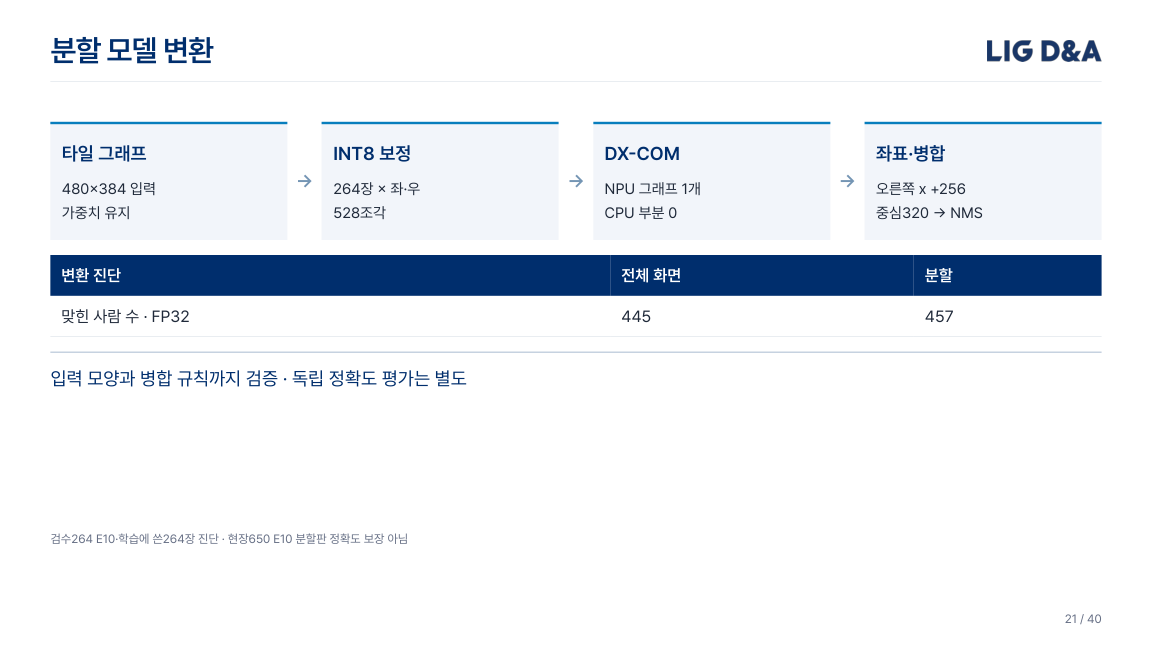 분할 모델 변환
LIG D&A
타일 그래프
480×384 입력
가중치 유지
→
INT8 보정
264장 × 좌·우
528조각
→
DX-COM
NPU 그래프 1개
CPU 부분 0
→
좌표·병합
오른쪽 x +256
중심320 → NMS
변환 진단 전체 화면 분할
맞힌 사람 수 · FP32 445 457
입력 모양과 병합 규칙까지 검증 · 독립 정확도 평가는 별도
검수264 E10·학습에 쓴264장 진단 · 현장650 E10 분할판 정확도 보장 아님
21 / 40